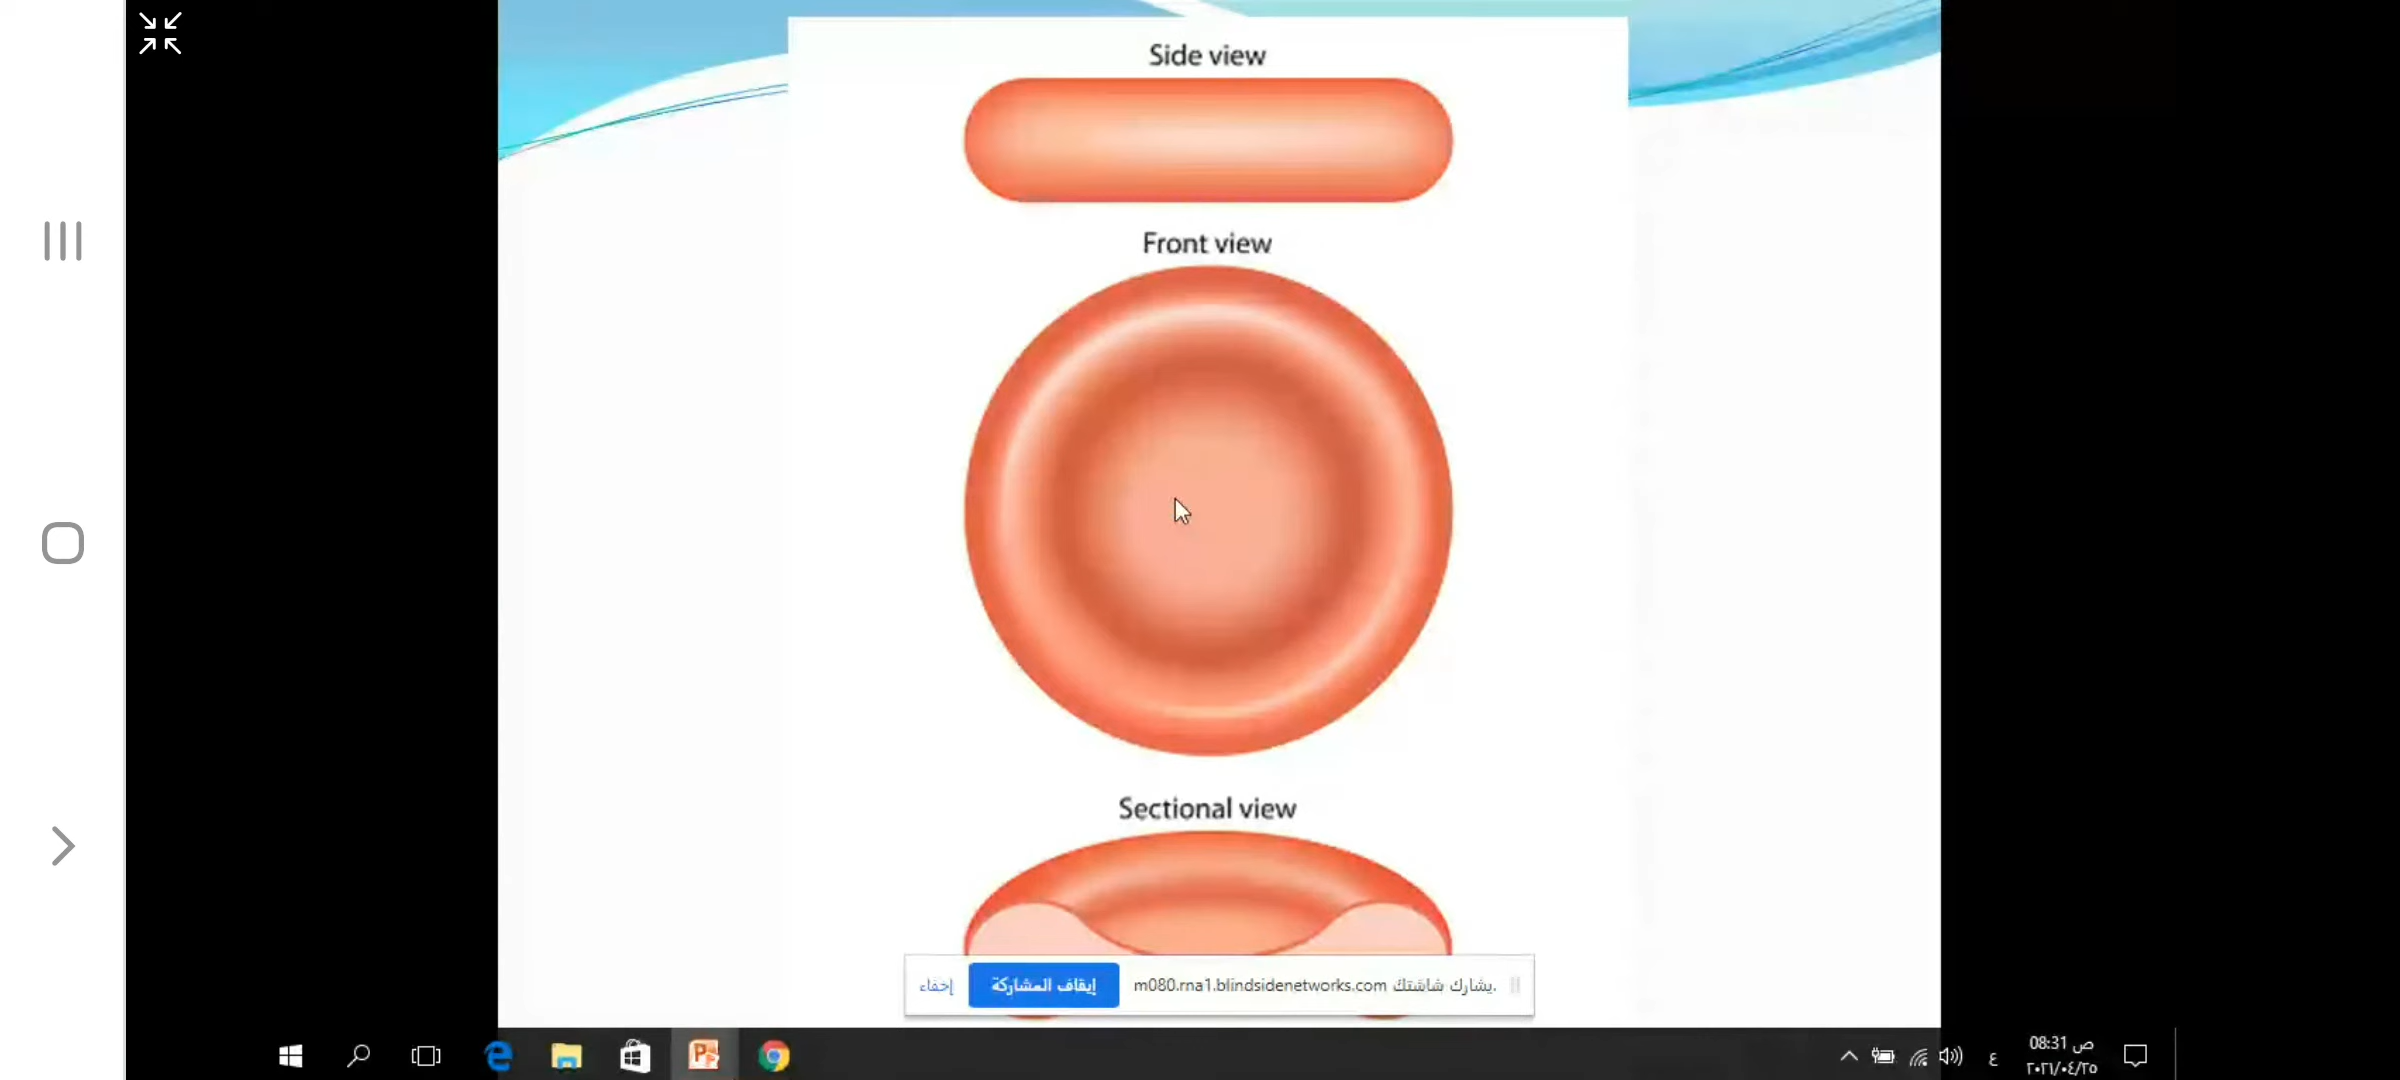 Side view
Front view
Sectional view
إخفاء
إيقاف المشاركة
m080.rna1.blindsidenetworks.com يشارك شاشتك.
ع
08:31 ص
٢٠٢١/٠٤/٢٥